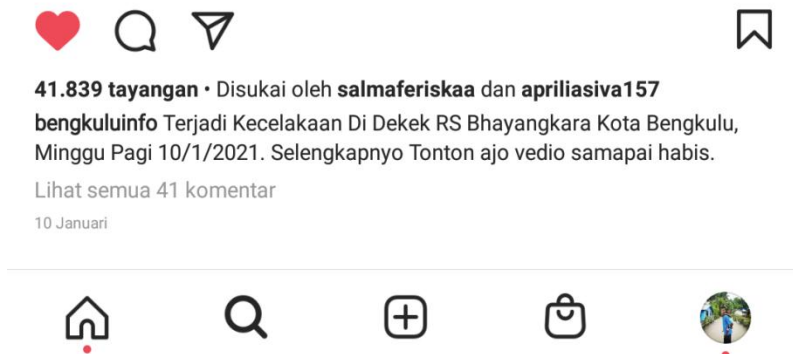 41.839 tayangan • Disukai oleh salmaferiskaa dan apriliasiva157
bengkuluinfo Terjadi Kecelakaan Di Dekek RS Bhayangkara Kota Bengkulu,
Minggu Pagi 10/1/2021. Selengkapnyo Tonton ajo vedio samapai habis.
Lihat semua 41 komentar
10 Januari